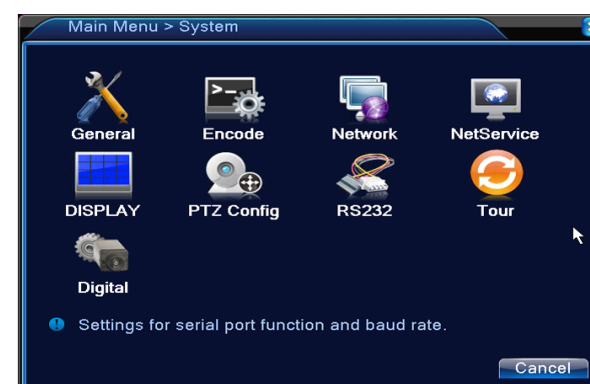 Main Menu > System
General Encode Network NetService
DISPLAY PTZ Config RS232 Tour
Digital
Settings for serial port function and baud rate.
Cancel